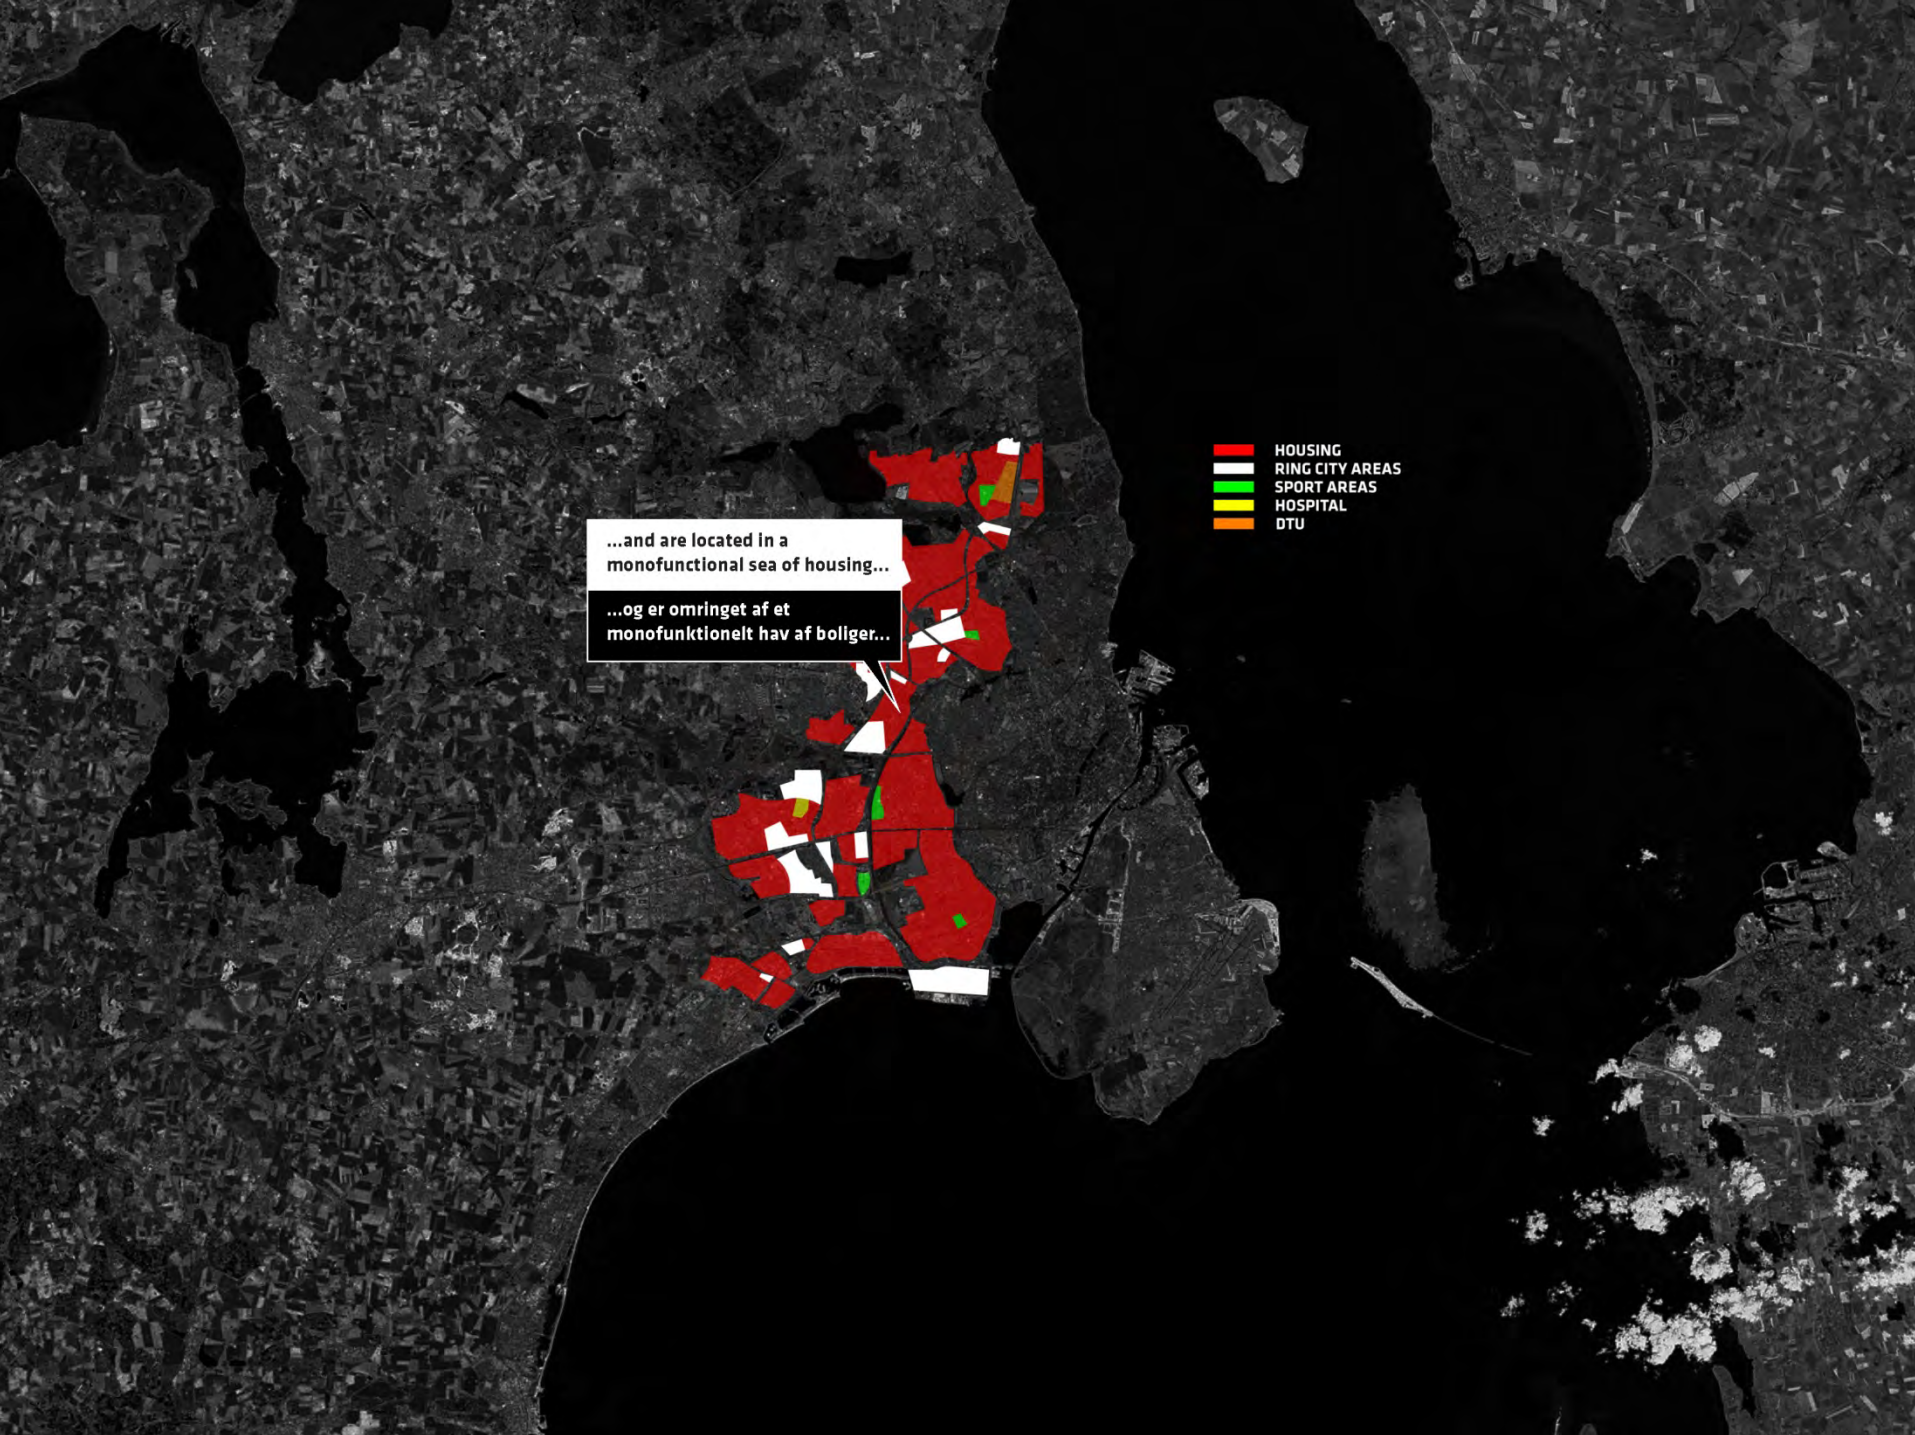 ...and are located in a
monofunctional sea of housing...
...og er omringet af et
monofunktionelt hav af boliger...
HOUSING
RING CITY AREAS
SPORT AREAS
HOSPITAL
DTU